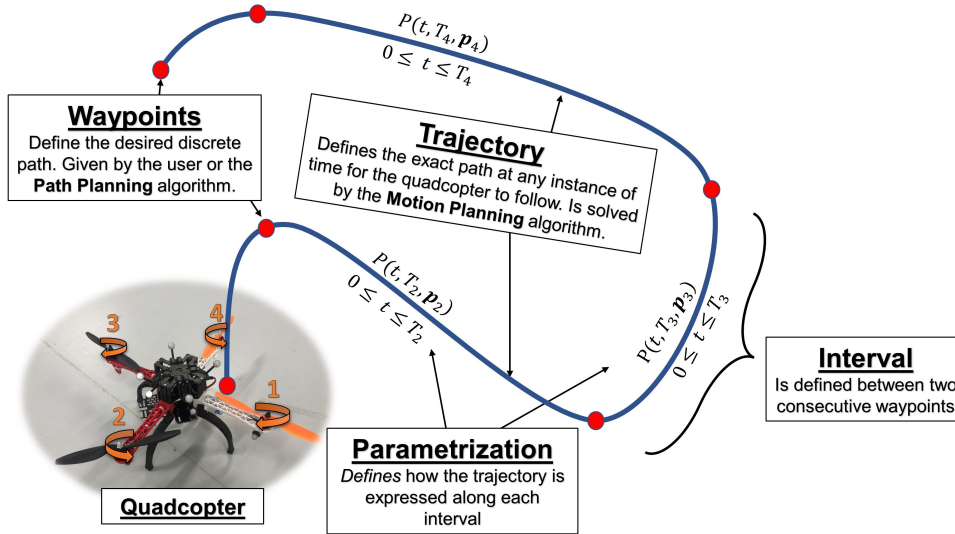 P(t, T₄, p₄)
0 ≤ t ≤ T₄
Waypoints
Define the desired discrete
path. Given by the user or the
Path Planning algorithm.
Trajectory
Defines the exact path at any instance of
time for the quadcopter to follow. Is solved
by the Motion Planning algorithm.
P(t, T₂, p₂)
0 ≤ t ≤ T₂
P(t, T₃, p₃)
0 ≤ t ≤ T₃
3
4
2
1
Interval
Is defined between two
consecutive waypoints
Parametrization
Defines how the trajectory is
expressed along each
interval
Quadcopter